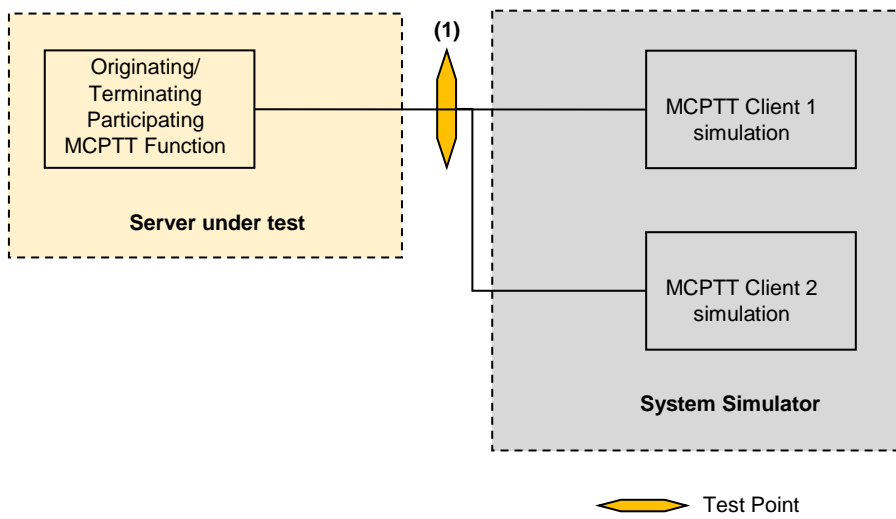 (1)
Originating/
Terminating
Participating
MCPTT Function
Server under test
MCPTT Client 1
simulation
MCPTT Client 2
simulation
System Simulator
Test Point